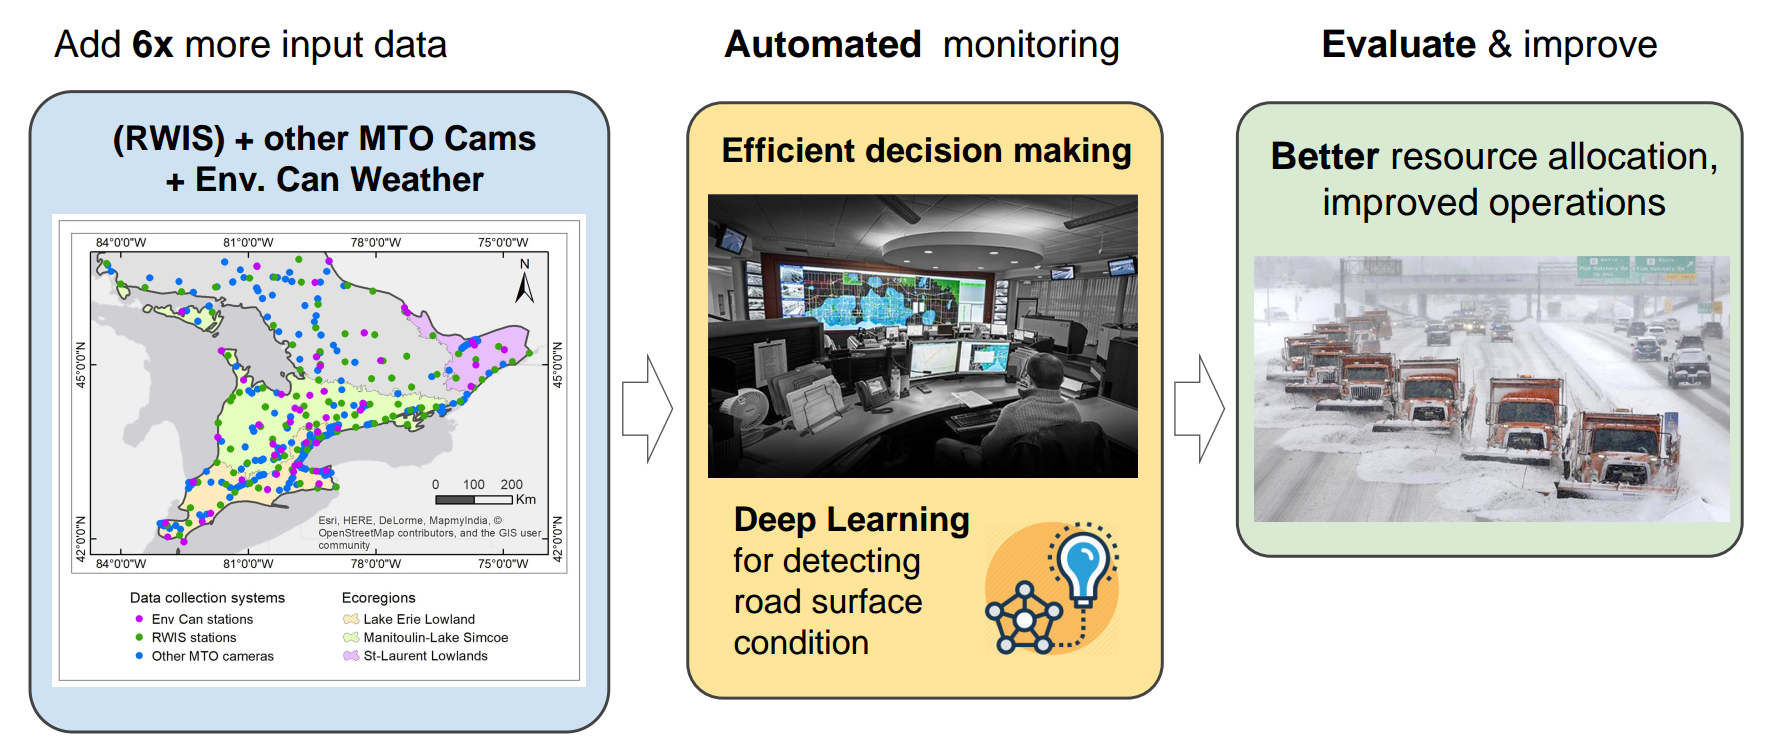 Add 6x more input data
(RWIS) + other MTO Cams
+ Env. Can Weather
84°0'0"W 81°0'0"W 78°0'0"W 75°0'0"W
N
45°0'0"N
45°0'0"N
0 100 200
Km
Esri, HERE, DeLorme, MapmyIndia, ©
OpenStreetMap contributors, and the GIS user
community
42°0'0"N
42°0'0"N
84°0'0"W 81°0'0"W 78°0'0"W 75°0'0"W
Data collection systems
Env Can stations
RWIS stations
Other MTO cameras
Ecoregions
Lake Erie Lowland
Manitoulin-Lake Simcoe
St-Laurent Lowlands
Automated monitoring
Efficient decision making
Deep Learning
for detecting
road surface
condition
Evaluate & improve
Better resource allocation,
improved operations